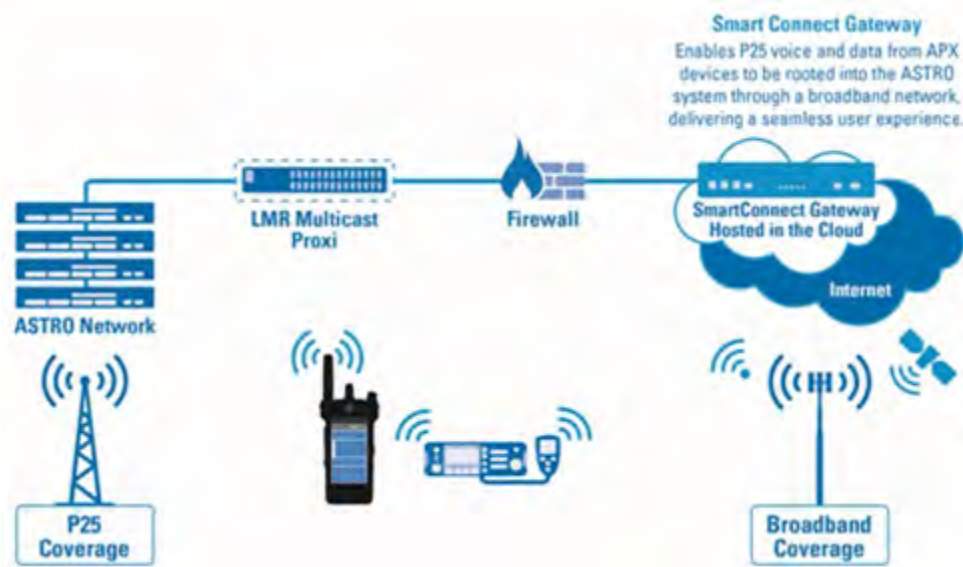 Smart Connect Gateway
Enables P25 voice and data from APX
devices to be rooted into the ASTRO
system through a broadband network,
delivering a seamless user experience.
LMR Multicast
Proxi
Firewall
SmartConnect Gateway
Hosted in the Cloud
Internet
ASTRO Network
P25
Coverage
Broadband
Coverage